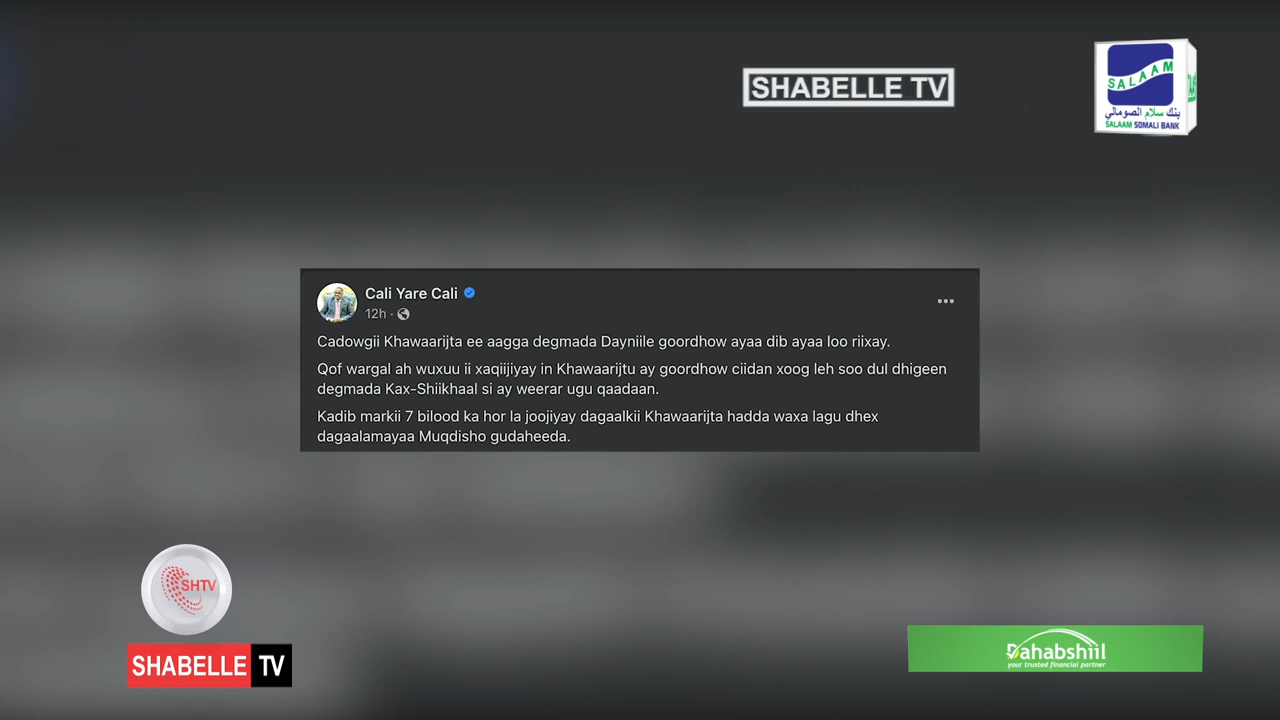 SHABELLE TV
SALAAM
بنك سلام الصومالي
SALAAM SOMALI BANK
Cali Yare Cali
12h ·
Cadowgii Khawaarijta ee aagga degmada Dayniile goordhow ayaa dib ayaa loo riixay.
Qof wargal ah wuxuu ii xaqiijiyay in Khawaarijtu ay goordhow ciidan xoog leh soo dul dhigeen
degmada Kax-Shiikhaal si ay weerar ugu qaadaan.
Kadib markii 7 bilood ka hor la joojiyay dagaalkii Khawaarijta hadda waxa lagu dhex
dagaalamayaa Muqdisho gudaheeda.
SHTV
SHABELLE TV
Dahabshiil
your trusted financial partner